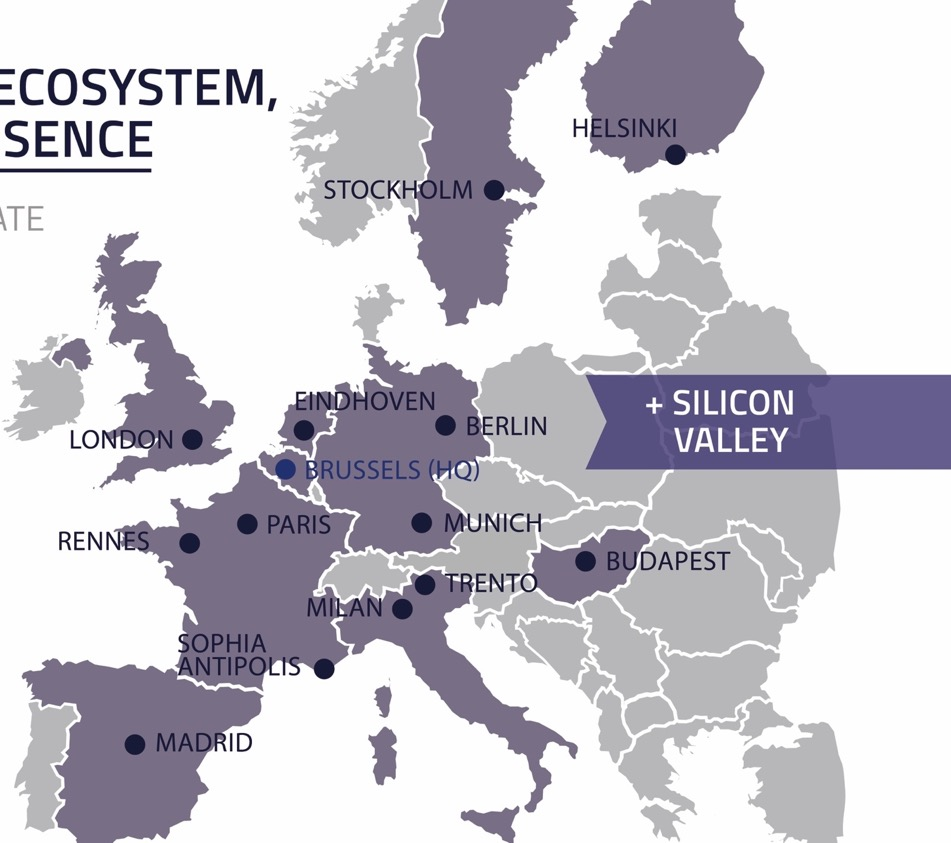 ECOSYSTEM,
SENCE
ATE
HELSINKI
STOCKHOLM
EINDHOVEN
BERLIN
LONDON
+ SILICON
VALLEY
BRUSSELS (HQ)
PARIS
MUNICH
RENNES
BUDAPEST
TRENTO
MILAN
SOPHIA
ANTIPOLIS
MADRID